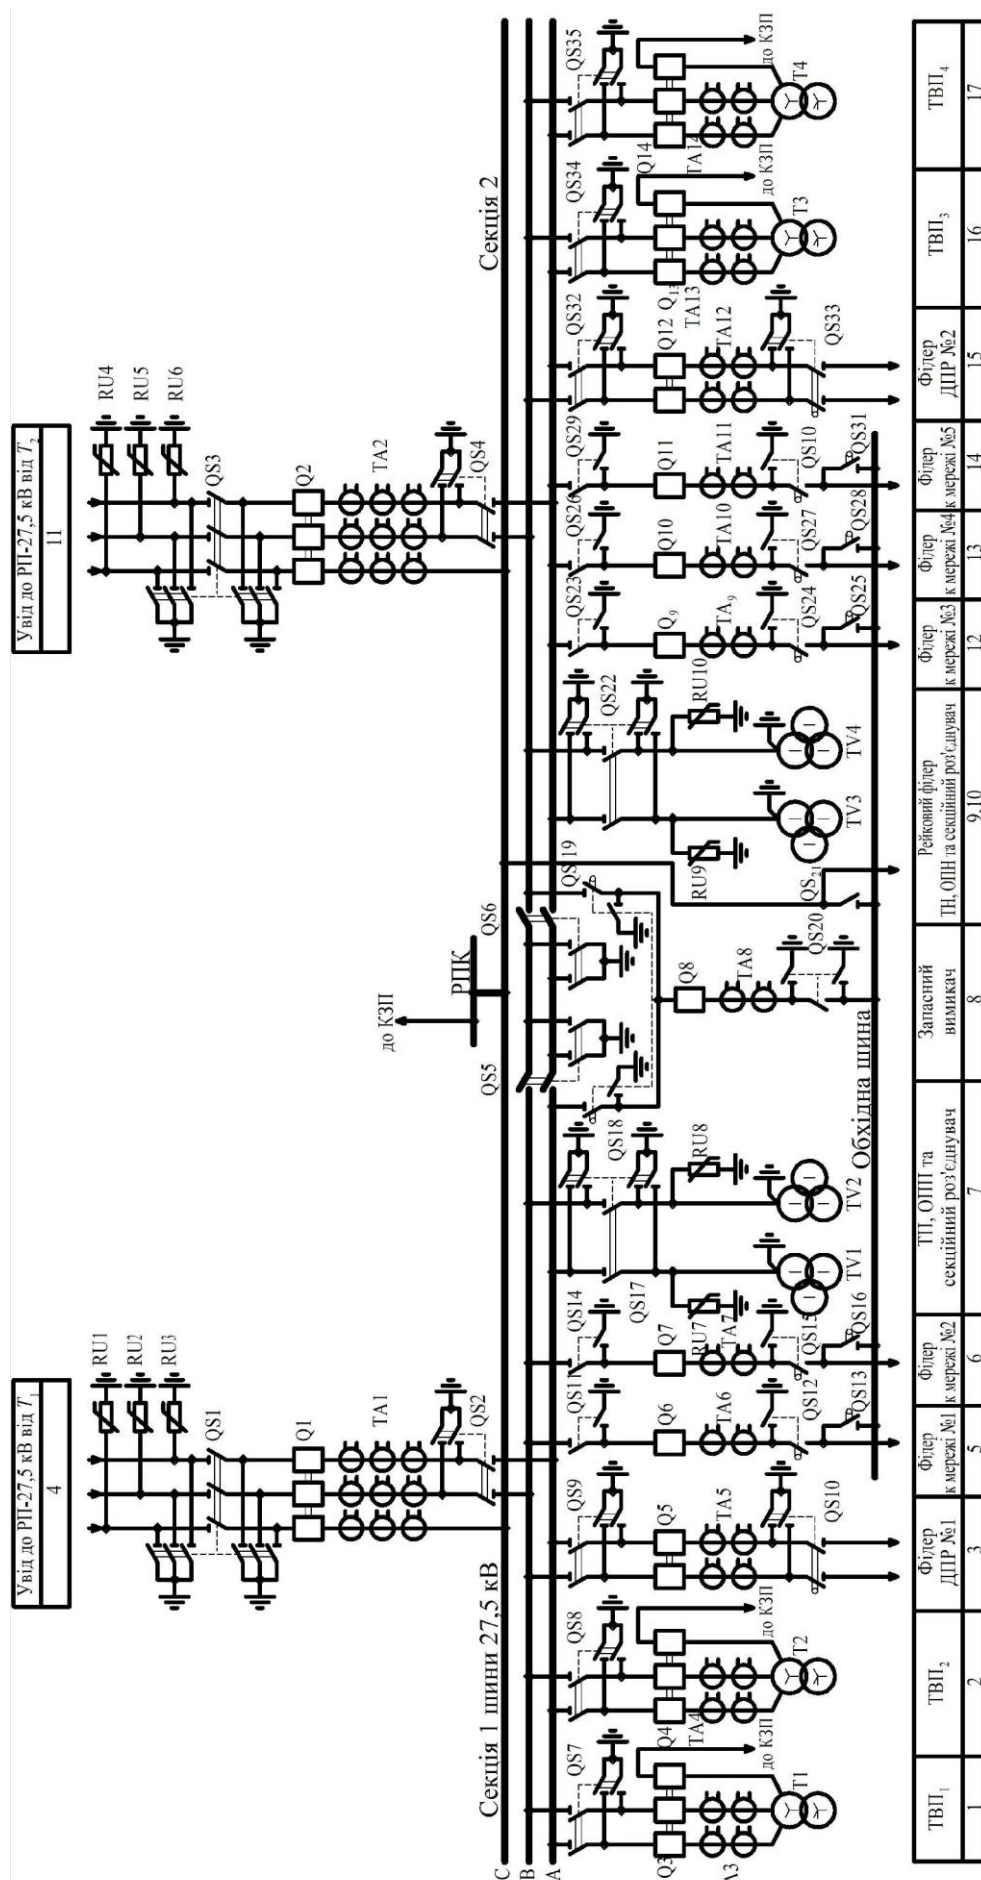 Увід до РП-27,5 кВ від T₁
4
Увід до РП-27,5 кВ від T₂
11
RU1
RU2
RU3
QS1
Q1
TA1
QS2
RU4
RU5
RU6
QS3
Q2
TA2
QS4
до КЗП
РПК
QS5
QS6
Секція 1 шини 27,5 кВ
Секція 2
C
B
A
QS7
Q3
A3
T1
до КЗП
QS8
Q4
TA4
T2
до КЗП
QS9
Q5
TA5
QS10
QS11
Q6
TA6
QS12
QS13
QS14
Q7
TA7
QS15
QS16
QS17
QS18
RU7
RU8
TV1
TV2
Обхідна шина
Q8
TA8
QS20
QS19
QS₂₁
QS22
RU9
RU10
TV3
TV4
QS23
Q₉
TA₉
QS24
QS25
QS26
Q10
TA10
QS27
QS28
QS29
Q11
TA11
QS10
QS31
QS32
Q12
TA12
QS33
QS34
Q₁₃
TA13
T3
до КЗП
QS35
Q14
TA14
T4
до КЗП
ТВП₁
1
ТВП₂
2
Фідер
ДПР №1
3
Фідер
к мережі №1
5
Фідер
к мережі №2
6
ТП, ОПП та
секційний роз'єднувач
7
Запасний
вимикач
8
Рейковий фідер
ТН, ОПН та секційний роз'єднувач
9,10
Фідер
к мережі №3
12
Фідер
к мережі №4
13
Фідер
к мережі №5
14
Фідер
ДПР №2
15
ТВП₃
16
ТВП₄
17